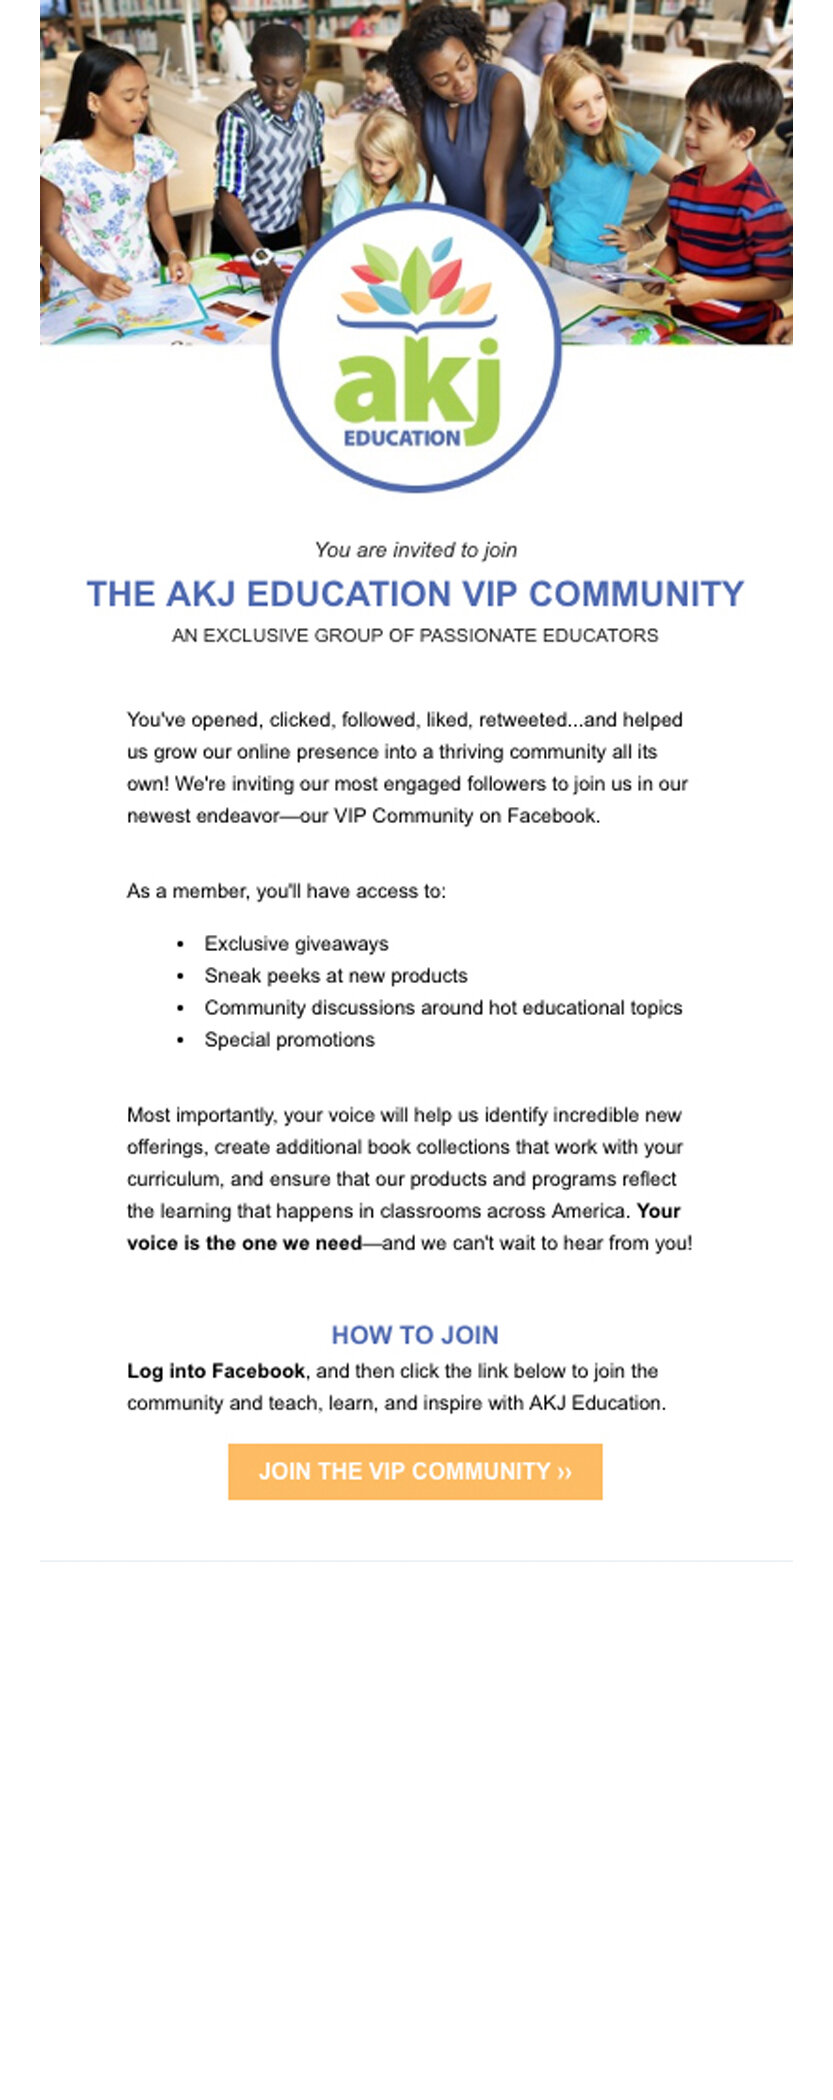 akj
EDUCATION
You are invited to join
THE AKJ EDUCATION VIP COMMUNITY
AN EXCLUSIVE GROUP OF PASSIONATE EDUCATORS
You've opened, clicked, followed, liked, retweeted...and helped
us grow our online presence into a thriving community all its
own! We're inviting our most engaged followers to join us in our
newest endeavor—our VIP Community on Facebook.
As a member, you'll have access to:
• Exclusive giveaways
• Sneak peeks at new products
• Community discussions around hot educational topics
• Special promotions
Most importantly, your voice will help us identify incredible new
offerings, create additional book collections that work with your
curriculum, and ensure that our products and programs reflect
the learning that happens in classrooms across America. Your
voice is the one we need—and we can't wait to hear from you!
HOW TO JOIN
Log into Facebook, and then click the link below to join the
community and teach, learn, and inspire with AKJ Education.
JOIN THE VIP COMMUNITY ››